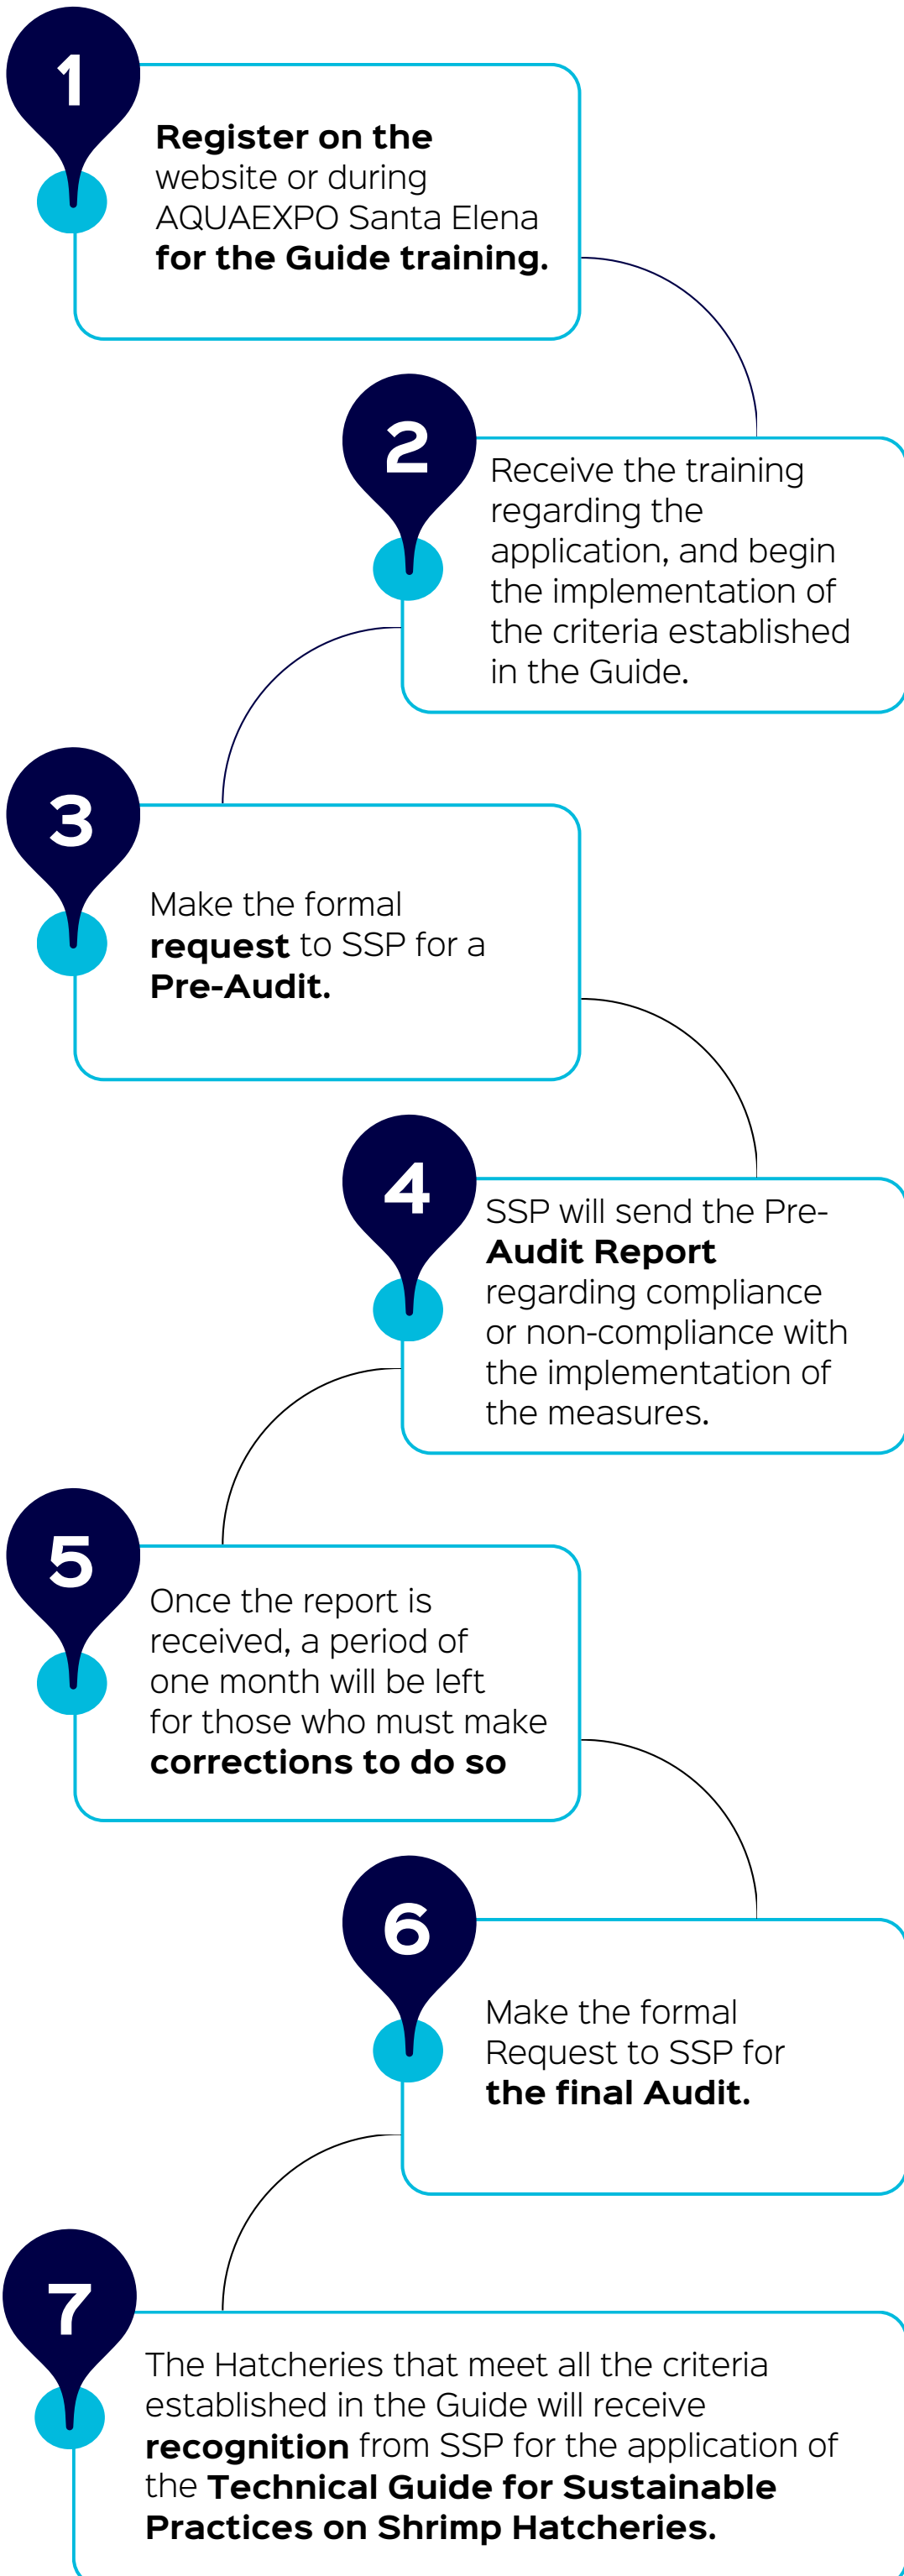 1
Register on the
website or during
AQUAEXPO Santa Elena
for the Guide training.
2
Receive the training
regarding the
application, and begin
the implementation of
the criteria established
in the Guide.
3
Make the formal
request to SSP for a
Pre-Audit.
4
SSP will send the Pre-
Audit Report
regarding compliance
or non-compliance with
the implementation of
the measures.
5
Once the report is
received, a period of
one month will be left
for those who must make
corrections to do so
6
Make the formal
Request to SSP for
the final Audit.
7
The Hatcheries that meet all the criteria
established in the Guide will receive
recognition from SSP for the application of
the Technical Guide for Sustainable
Practices on Shrimp Hatcheries.